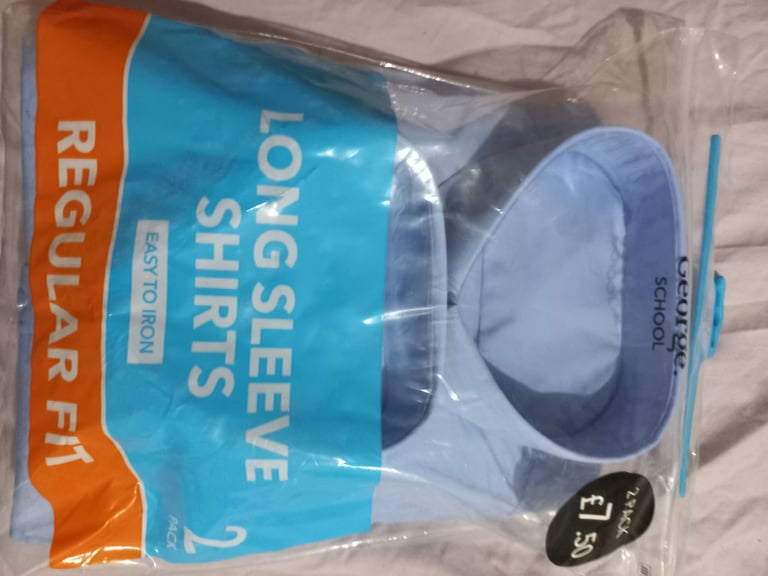 George.
SCHOOL
2 PACK
£7.50
LONG SLEEVE
SHIRTS
EASY TO IRON
2
PACK
REGULAR FIT